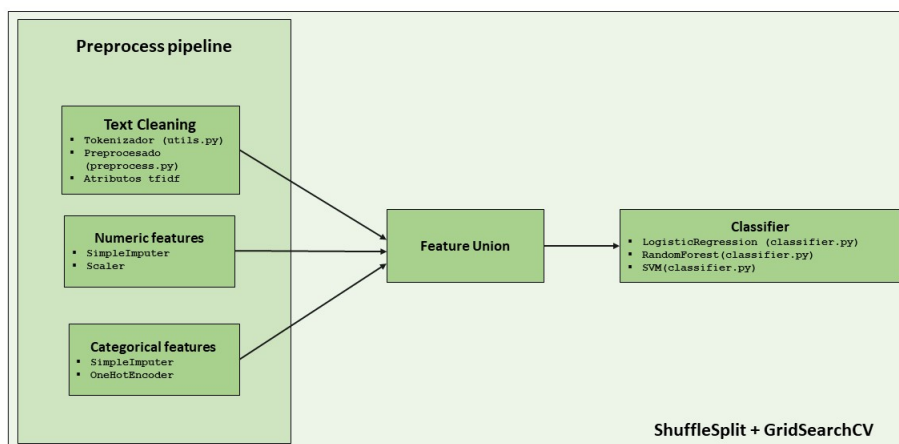 Preprocess pipeline
Text Cleaning
▪ Tokenizador (utils.py)
▪ Preprocesado
(preprocess.py)
▪ Atributos tfidf
Numeric features
▪ SimpleImputer
▪ Scaler
Categorical features
▪ SimpleImputer
▪ OneHotEncoder
Feature Union
Classifier
▪ LogisticRegression (classifier.py)
▪ RandomForest(classifier.py)
▪ SVM(classifier.py)
ShuffleSplit + GridSearchCV